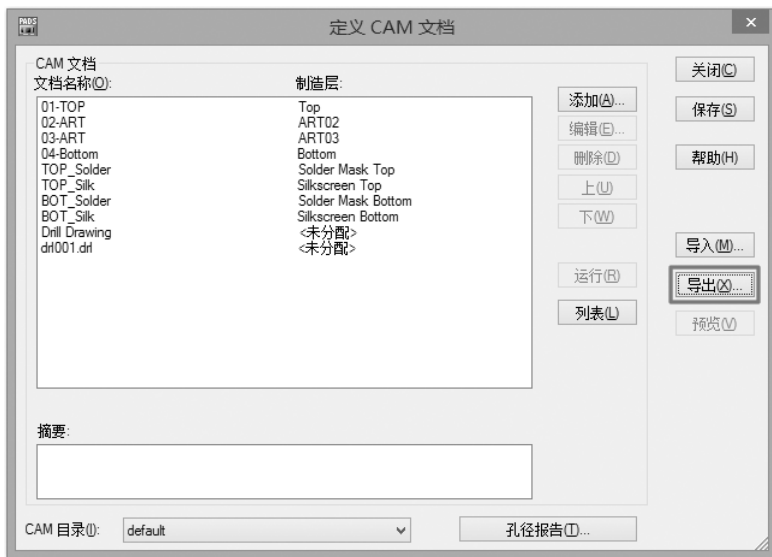 PADS
定义 CAM 文档
×
CAM 文档
文档名称(O):	制造层:
01-TOP	Top
02-ART	ART02
03-ART	ART03
04-Bottom	Bottom
TOP_Solder	Solder Mask Top
TOP_Silk	Silkscreen Top
BOT_Solder	Solder Mask Bottom
BOT_Silk	Silkscreen Bottom
Drill Drawing	<未分配>
drl001.drl	<未分配>
添加(A)...
编辑(E)...
删除(D)
上(U)
下(W)
运行(R)
列表(L)
关闭(C)
保存(S)
帮助(H)
导入(M)...
导出(X)...
预览(V)
摘要:
CAM 目录(I):	default
孔径报告(T)...